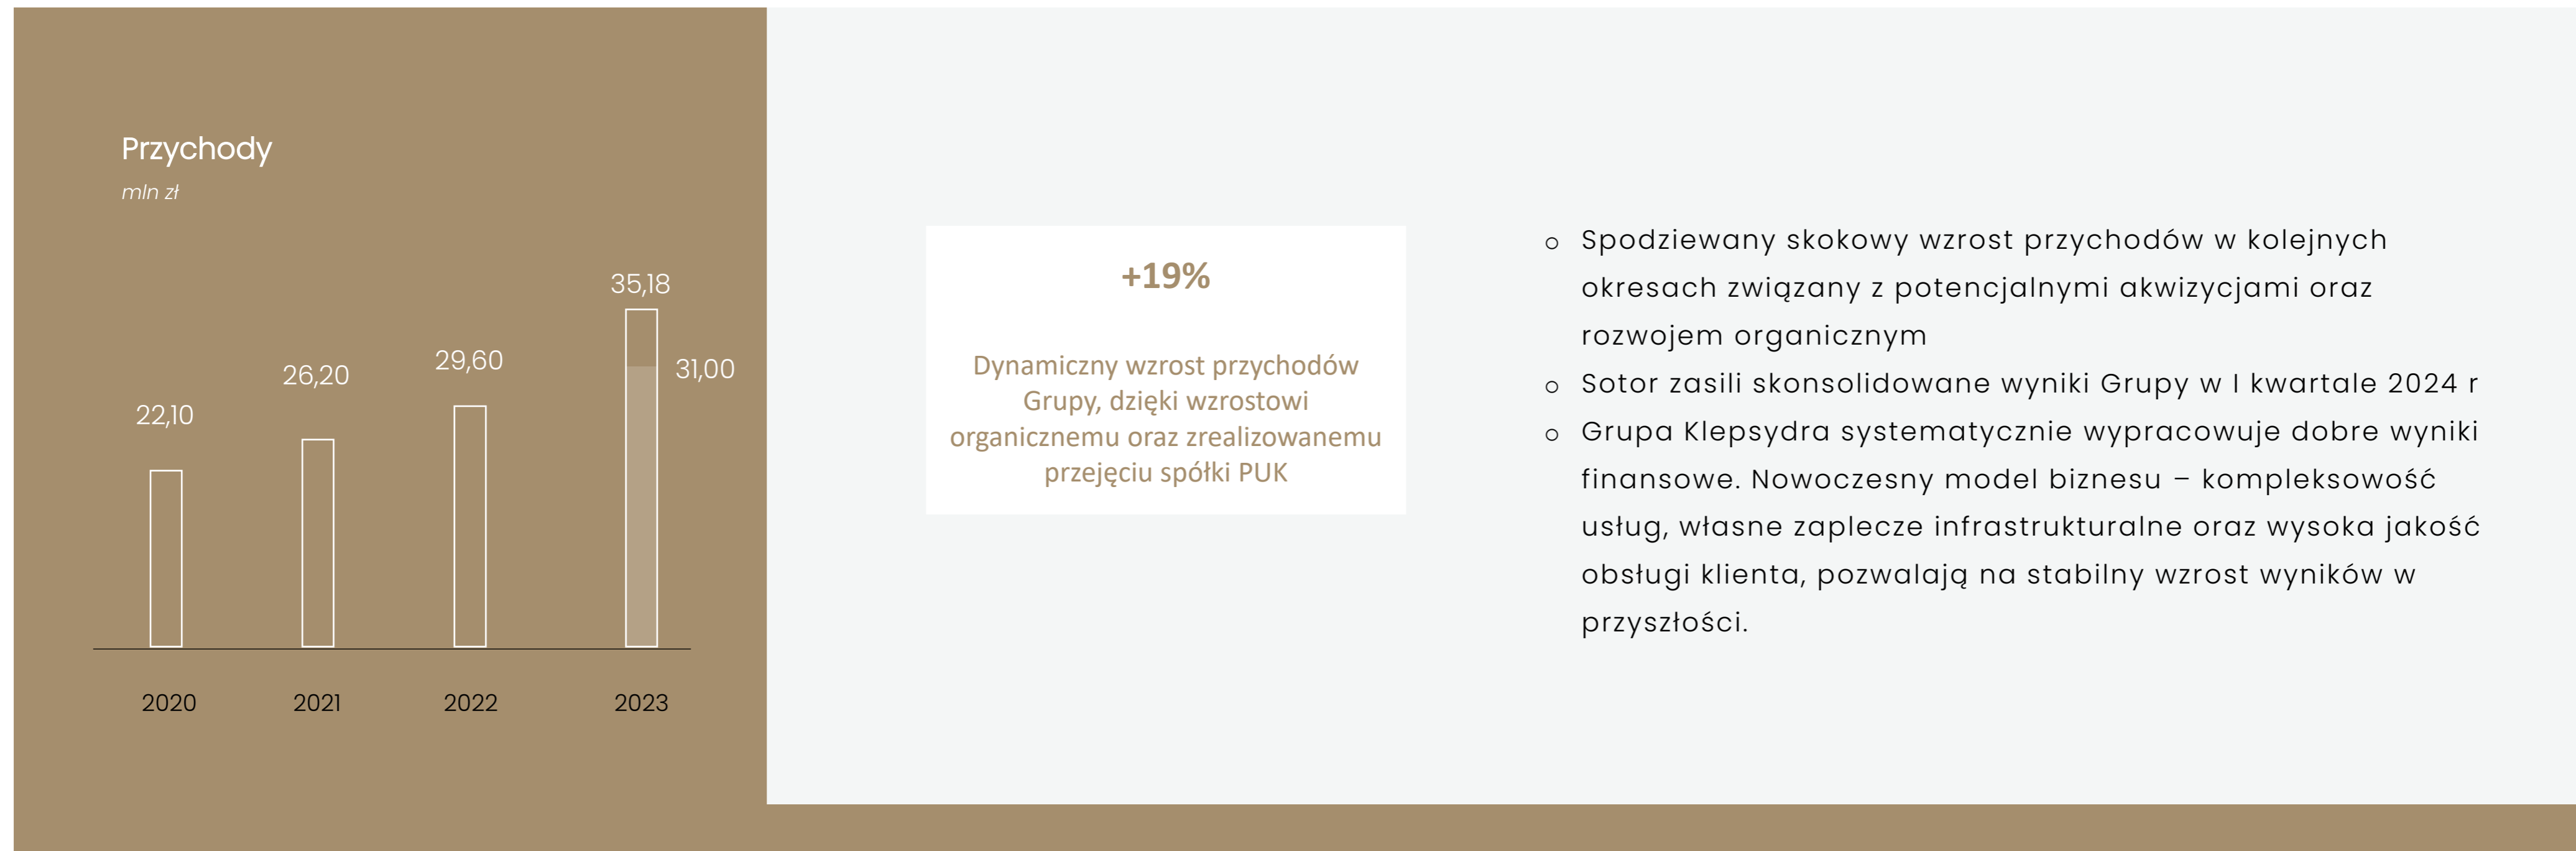 Przychody
mln zł
35,18
31,00
29,60
26,20
22,10
2020
2021
2022
2023
+19%
Dynamiczny wzrost przychodów
Grupy, dzięki wzrostowi
organicznemu oraz zrealizowanemu
przejęciu spółki PUK
o Spodziewany skokowy wzrost przychodów w kolejnych
okresach związany z potencjalnymi akwizycjami oraz
rozwojem organicznym
o Sotor zasili skonsolidowane wyniki Grupy w I kwartale 2024 r
o Grupa Klepsydra systematycznie wypracowuje dobre wyniki
finansowe. Nowoczesny model biznesu – kompleksowość
usług, własne zaplecze infrastrukturalne oraz wysoka jakość
obsługi klienta, pozwalają na stabilny wzrost wyników w
przyszłości.